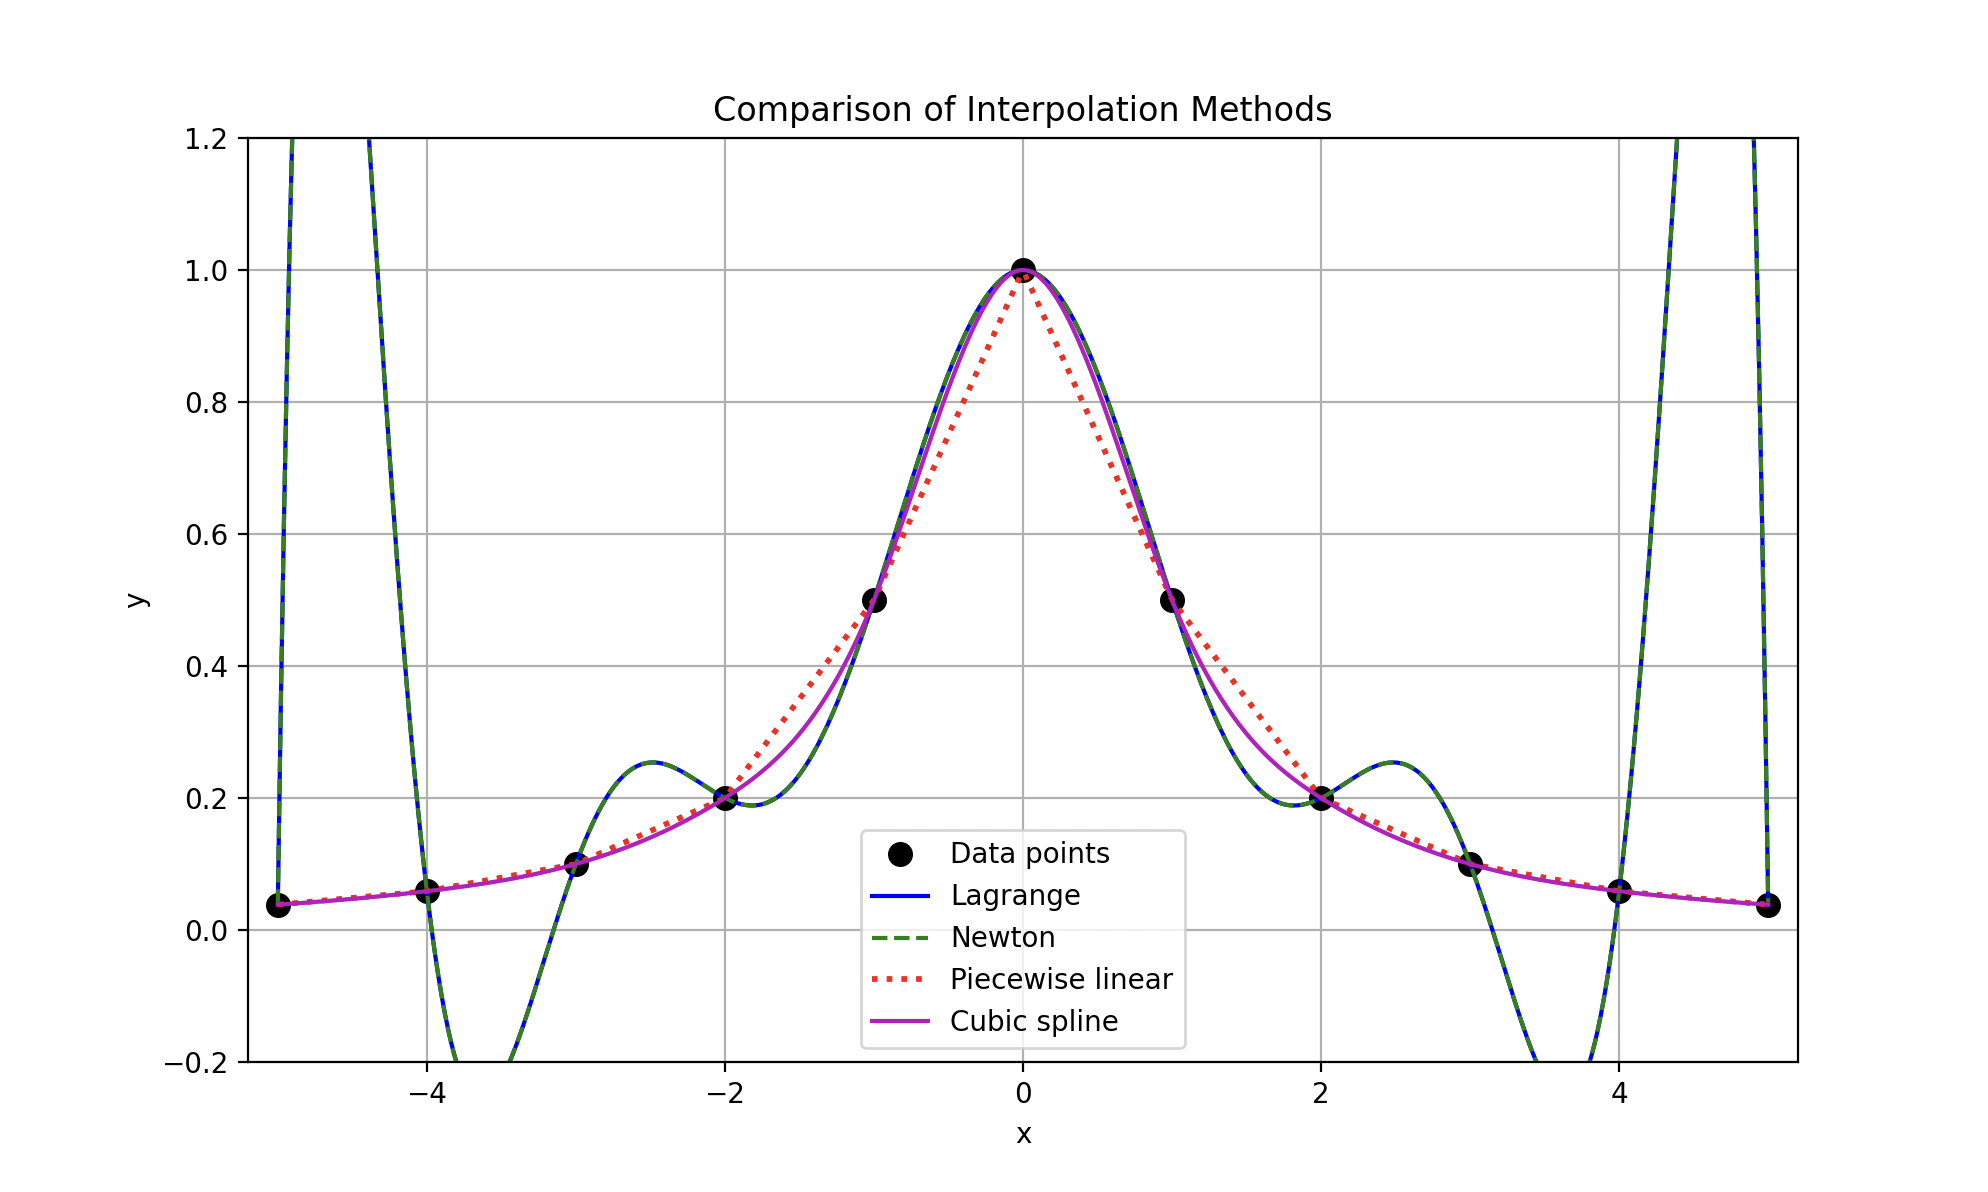 Comparison of Interpolation Methods
1.2
1.0
0.8
0.6
0.4
0.2
0.0
−0.2
y
Data points
Lagrange
Newton
Piecewise linear
Cubic spline
−4
−2
0
2
4
x